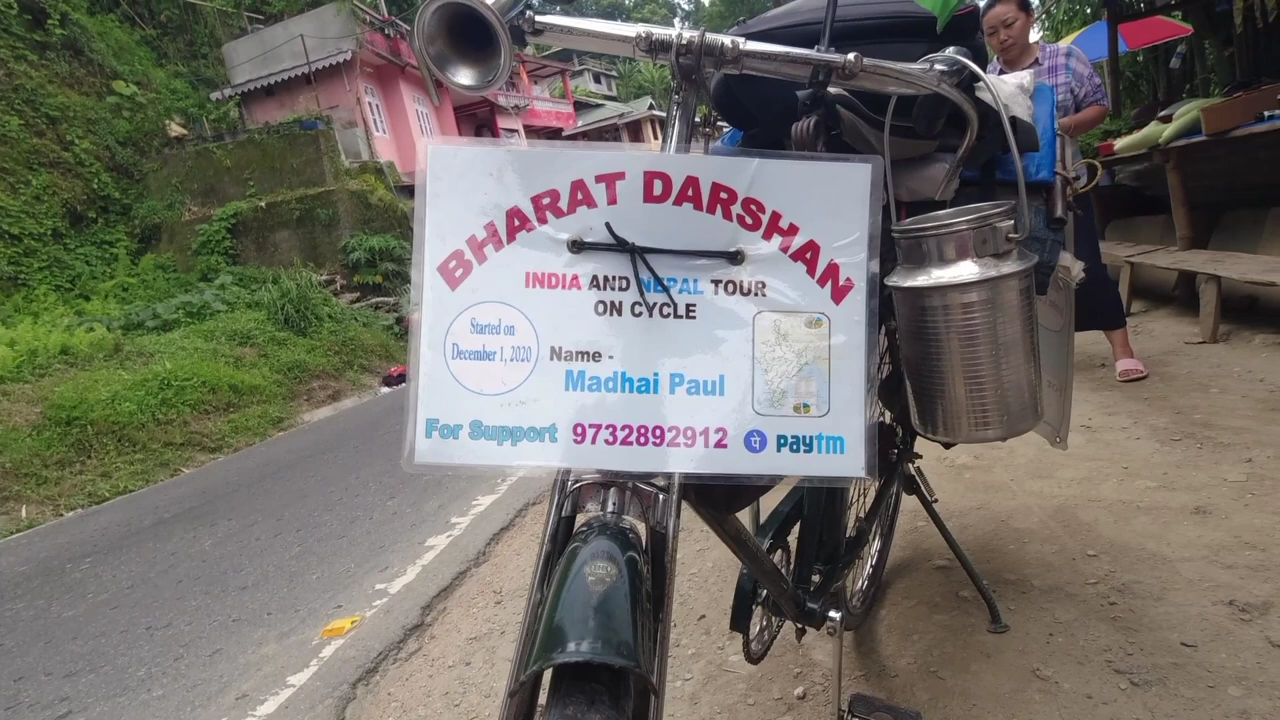 BHARAT DARSHAN
INDIA AND NEPAL TOUR
ON CYCLE
Started on
December 1, 2020
Name -
Madhai Paul
For Support 9732892912 पे paytm